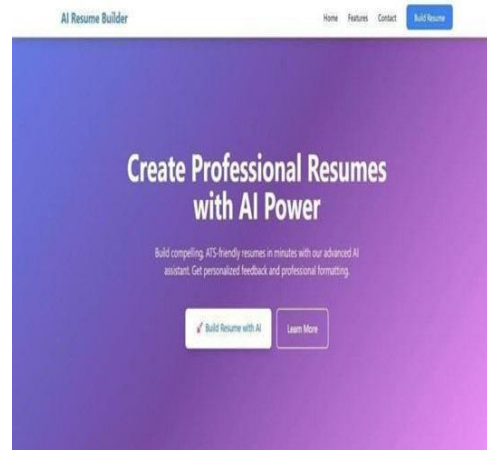 AI Resume Builder
Home Features Contact Build Resume
Create Professional Resumes
with AI Power
Build compelling, ATS-friendly resumes in minutes with our advanced AI
assistant. Get personalized feedback and professional formatting.
🚀 Build Resume with AI Learn More